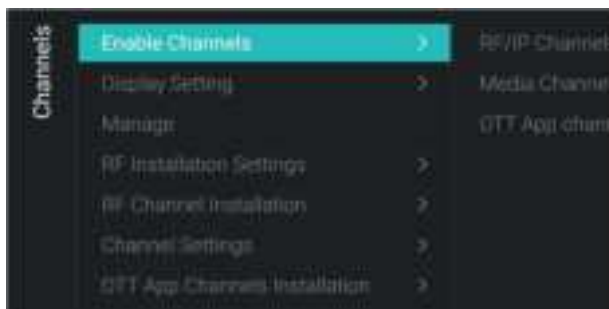 Channels
Enable Channels
Display Setting
Manage
RF Installation Settings
RF Channel Installation
Channel Settings
OTT App Channels Installation
RF/IP Channel
Media Channe
OTT App chann